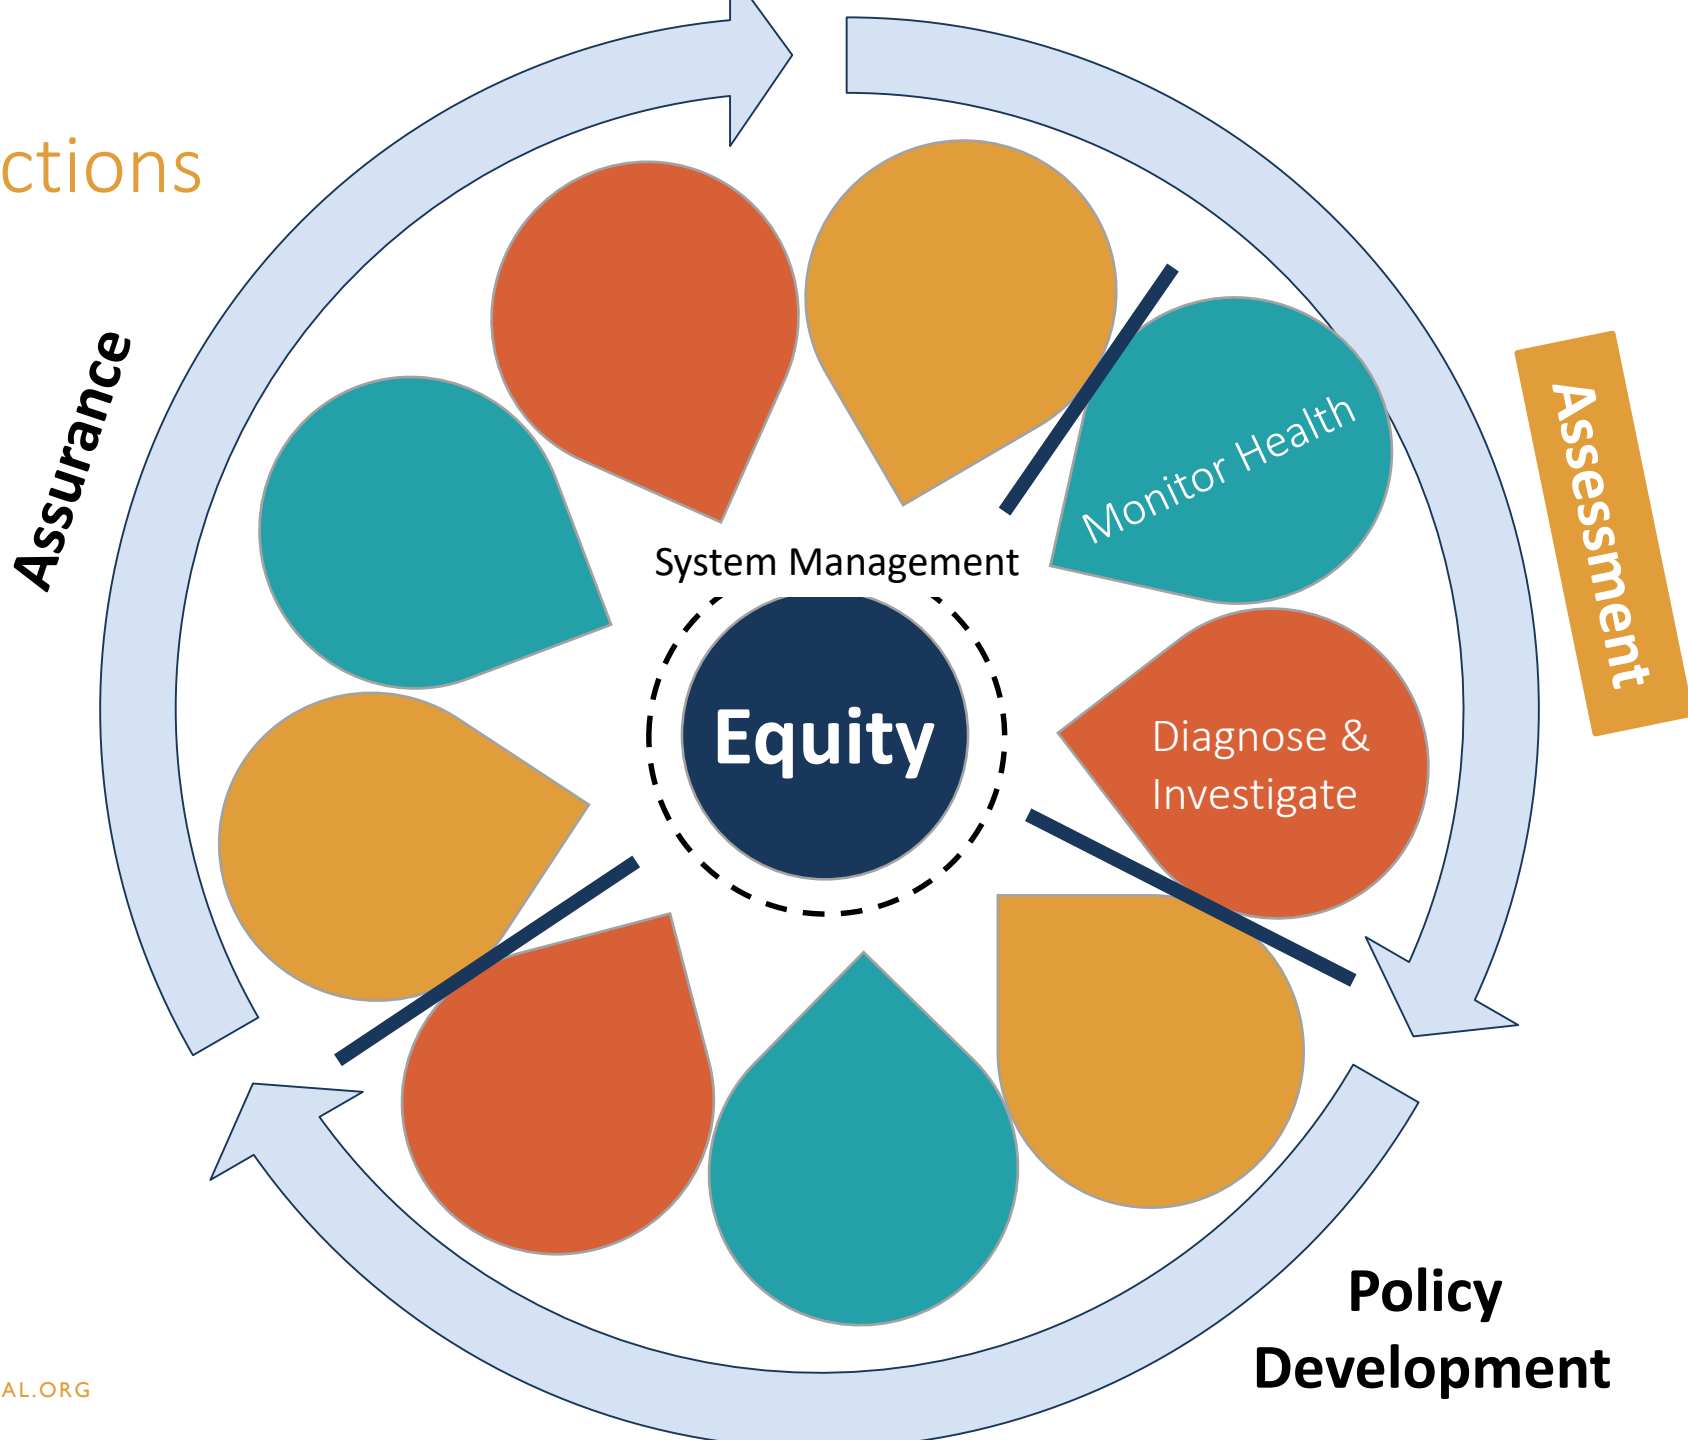 ctions
Assurance
Assessment
Monitor Health
System Management
Equity
Diagnose &
Investigate
Policy
Development
AL.ORG